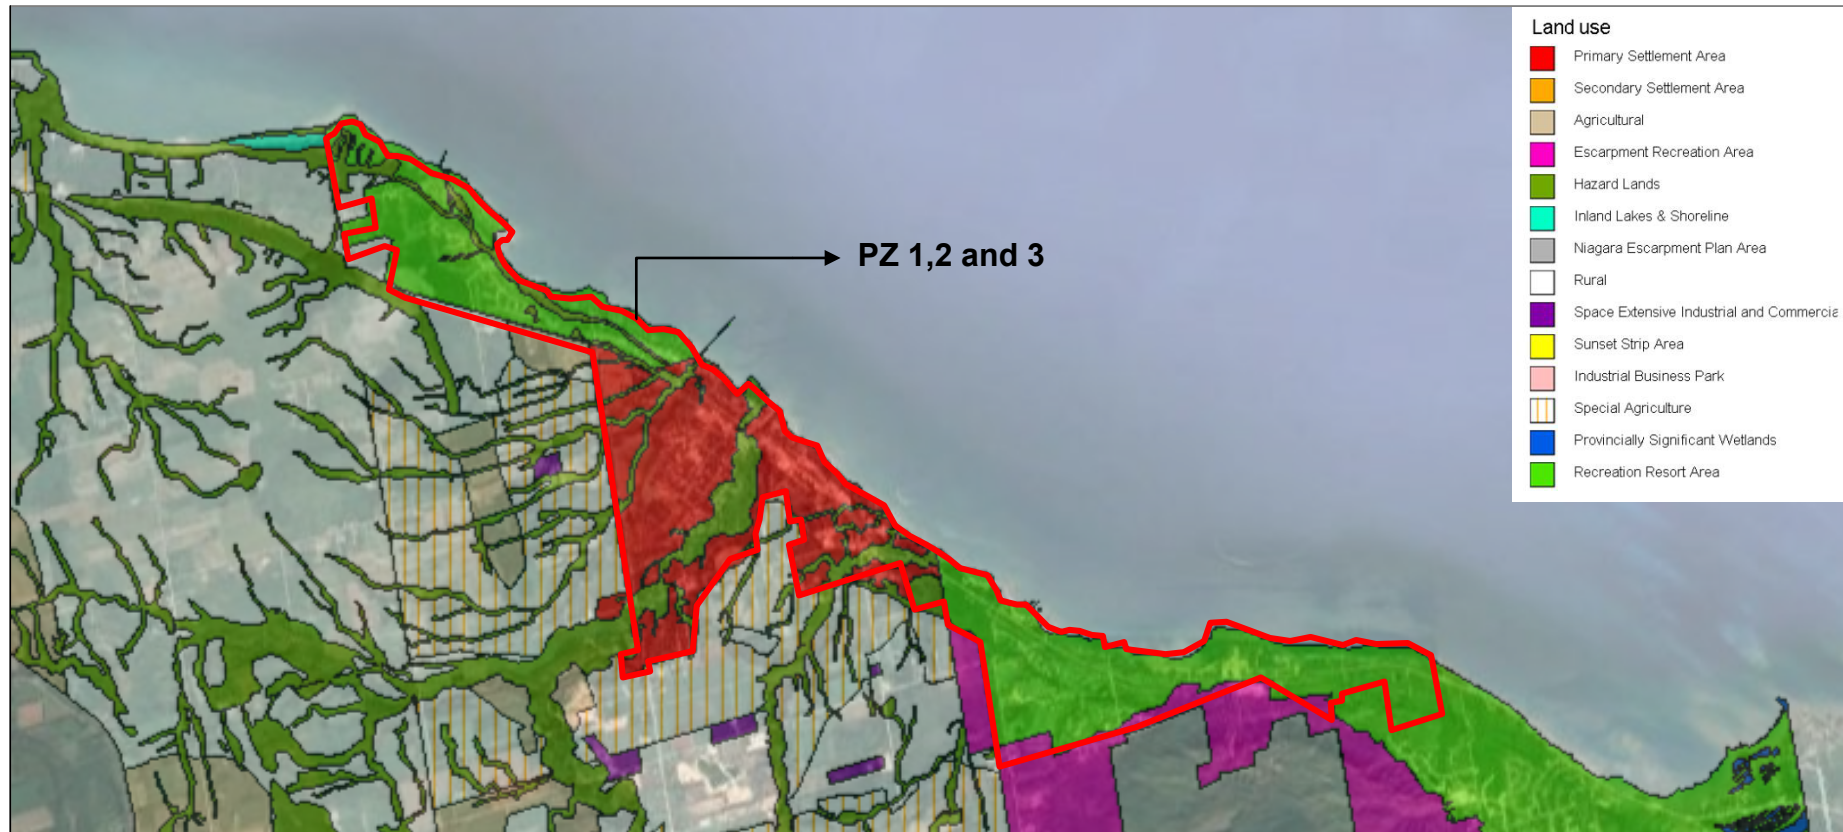 Land use
Primary Settlement Area
Secondary Settlement Area
Agricultural
Escarpment Recreation Area
Hazard Lands
Inland Lakes & Shoreline
Niagara Escarpment Plan Area
Rural
Space Extensive Industrial and Commercia
Sunset Strip Area
Industrial Business Park
Special Agriculture
Provincially Significant Wetlands
Recreation Resort Area
PZ 1,2 and 3